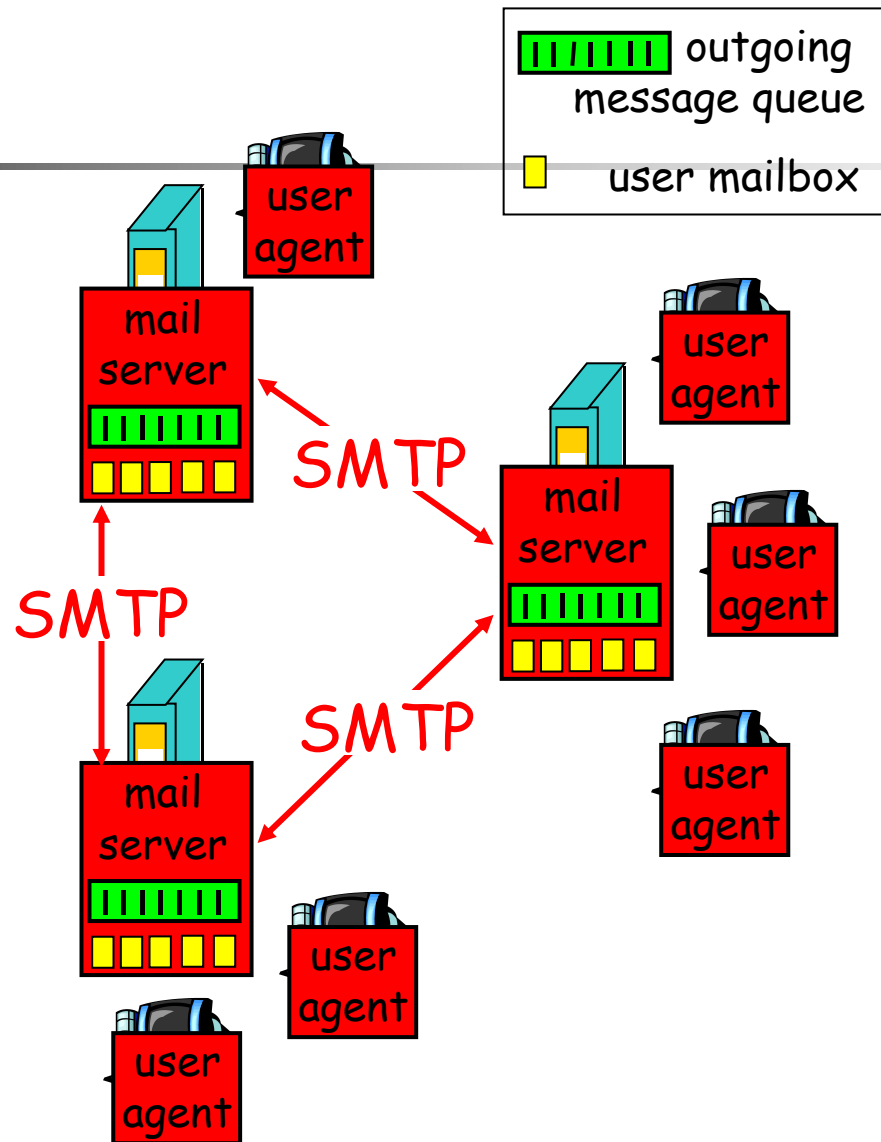 outgoing
message queue
user mailbox
user
agent
mail
server
user
agent
SMTP
mail
server
user
agent
SMTP
mail
server
SMTP
user
agent
user
agent
user
agent